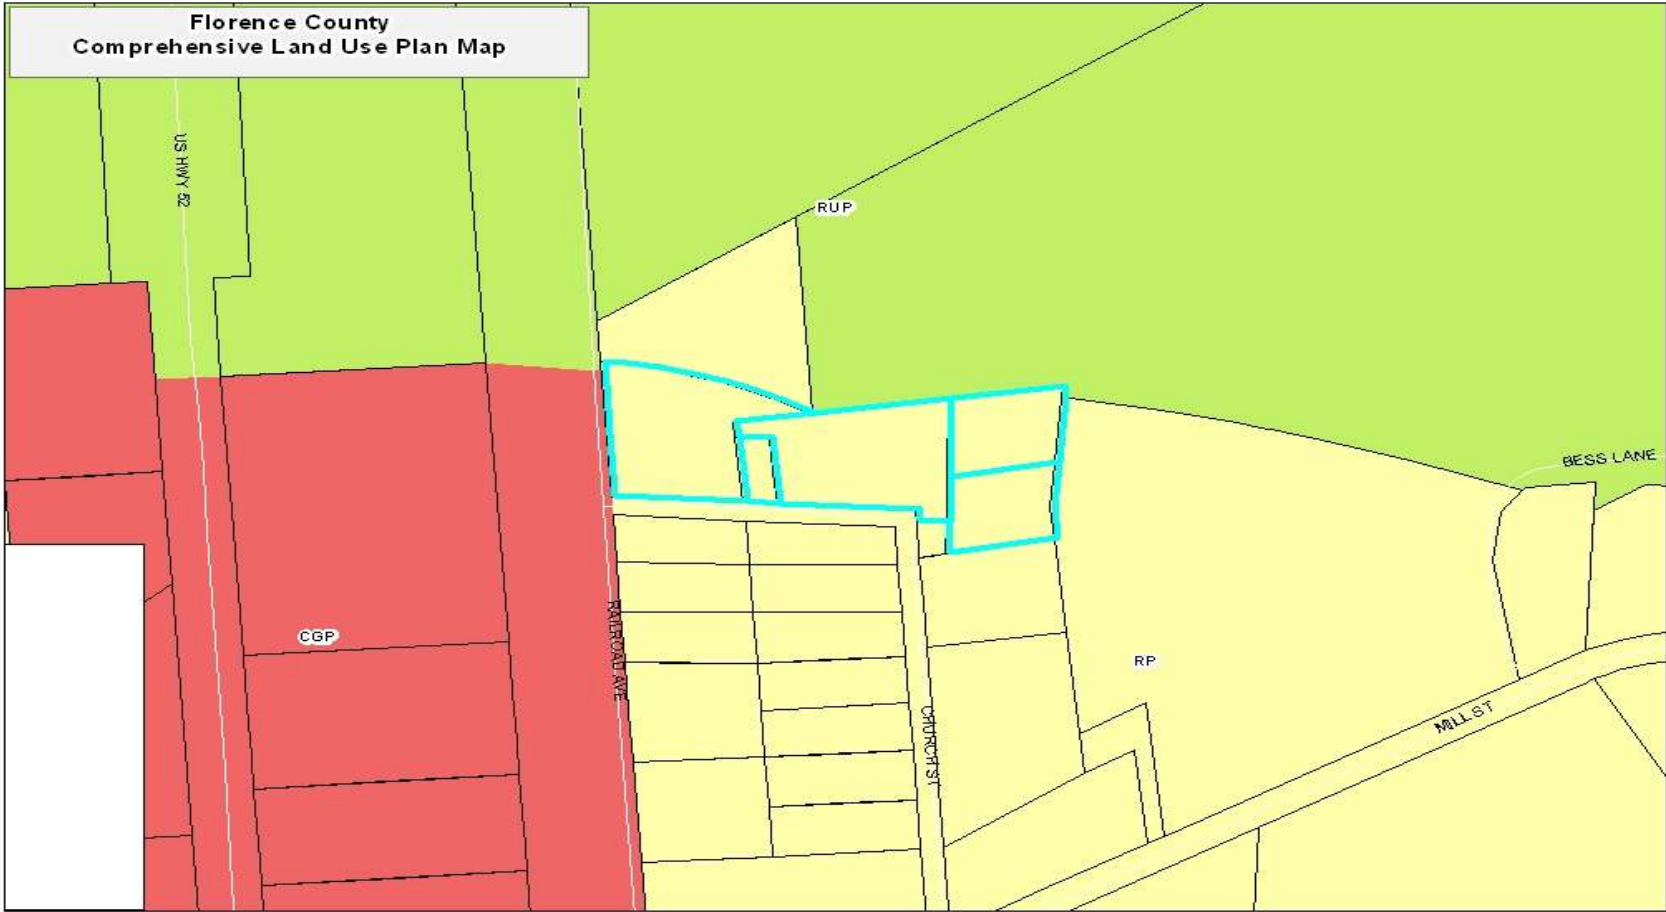 Florence County
Comprehensive Land Use Plan Map
US HWY 52
RUP
BESS LANE
CGP
RAILROAD AVE
RP
CHURCH ST
MILL ST